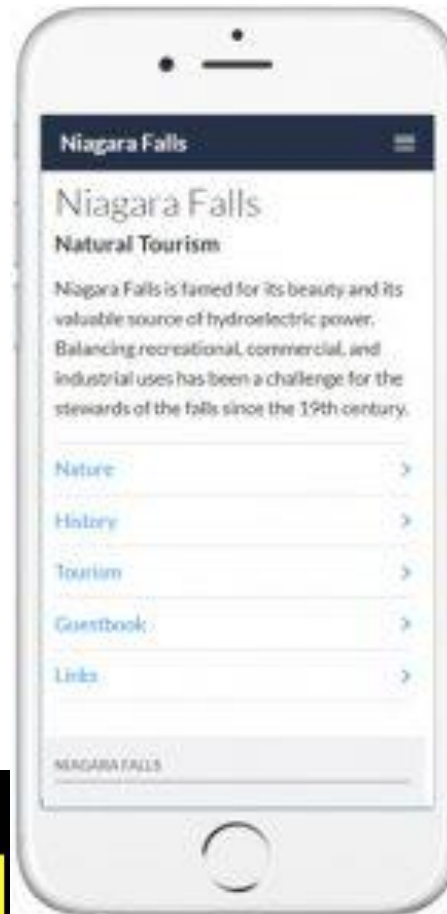 Niagara Falls
Niagara Falls
Natural Tourism
Niagara Falls is famed for its beauty and its
valuable source of hydroelectric power.
Balancing recreational, commercial, and
industrial uses has been a challenge for the
stewards of the falls since the 19th century.
Nature
History
Tourism
Guestbook
Links
NIAGARA FALLS